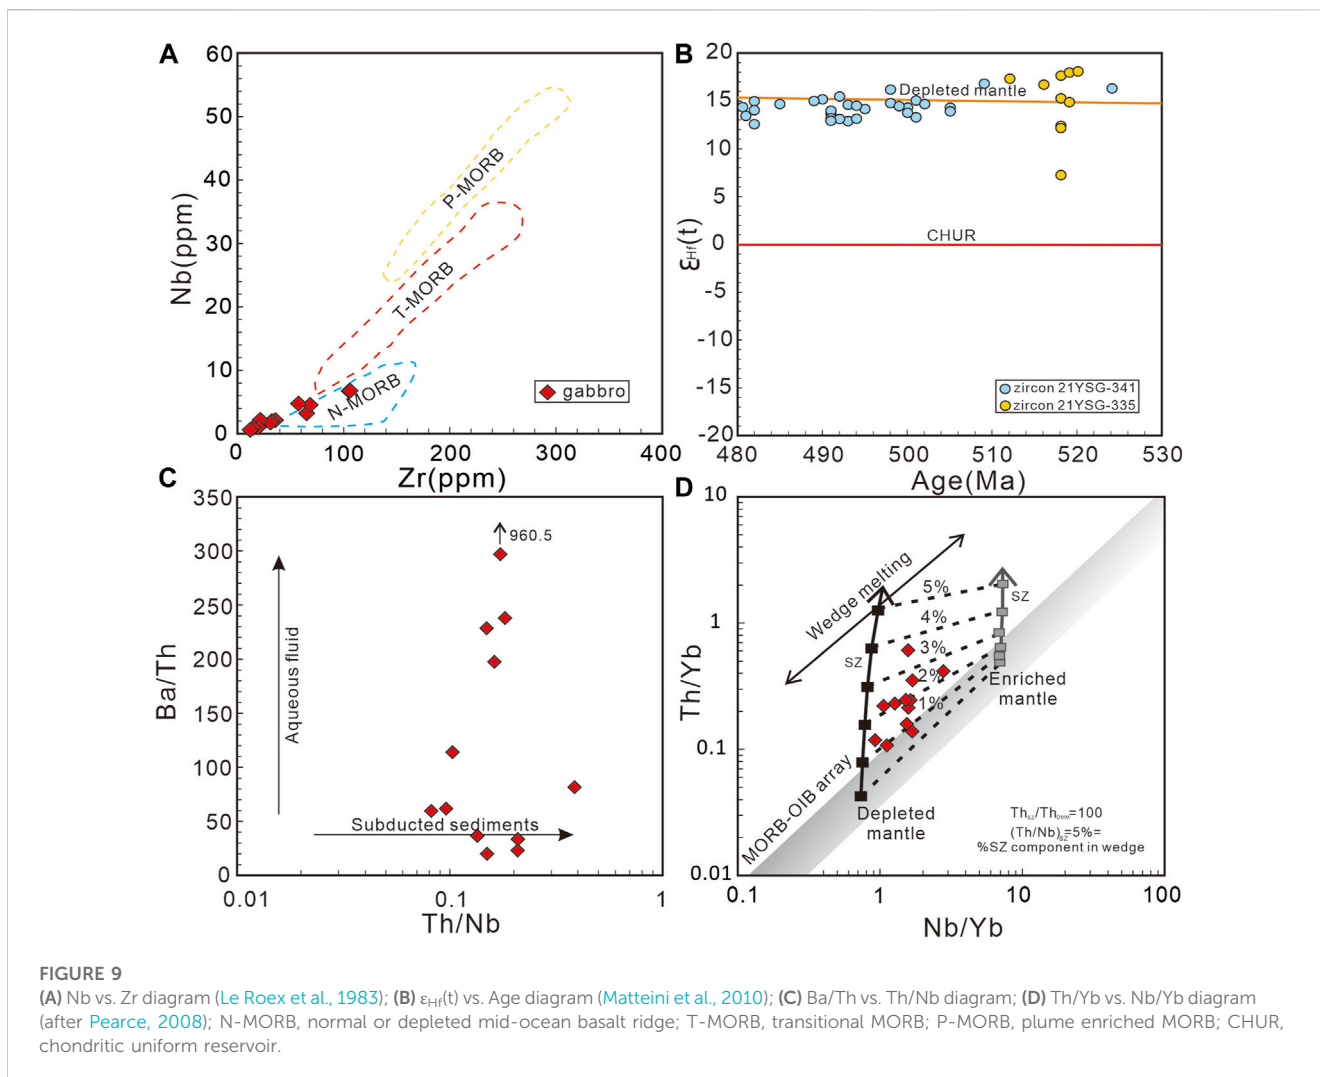 A
60
50
40
30
20
10
0
Nb(ppm)
P-MORB
T-MORB
N-MORB
gabbro
0
100
200
300
400
Zr(ppm)
B
20
15
10
5
0
-5
-10
-15
-20
εHf(t)
Depleted mantle
CHUR
zircon 21YSG-341
zircon 21YSG-335
480
490
500
510
520
530
Age(Ma)
C
350
300
250
200
150
100
50
0
Ba/Th
960.5
Aqueous fluid
Subducted sediments
0.01
0.1
1
Th/Nb
D
10
1
0.1
0.01
Th/Yb
Wedge melting
5%
4%
3%
2%
1%
SZ
SZ
Enriched
mantle
MORB-OIB array
Depleted
mantle
ThSZ/ThDMM=100
(Th/Nb)SZ=5%=
%SZ component in wedge
0.1
1
10
100
Nb/Yb
FIGURE 9
(A) Nb vs. Zr diagram (Le Roex et al., 1983); (B) εHf(t) vs. Age diagram (Matteini et al., 2010); (C) Ba/Th vs. Th/Nb diagram; (D) Th/Yb vs. Nb/Yb diagram
(after Pearce, 2008); N-MORB, normal or depleted mid-ocean basalt ridge; T-MORB, transitional MORB; P-MORB, plume enriched MORB; CHUR,
chondritic uniform reservoir.